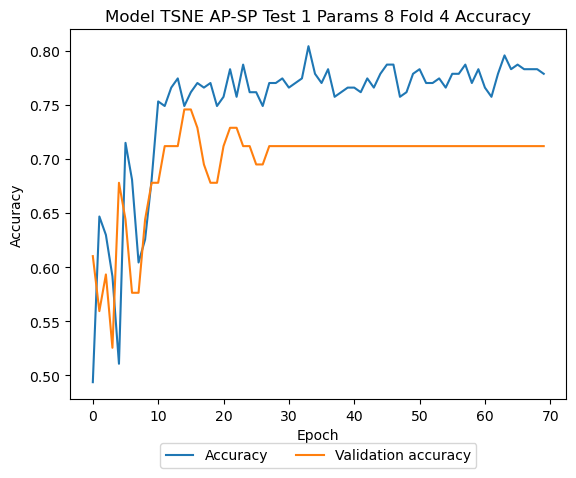 Model TSNE AP-SP Test 1 Params 8 Fold 4 Accuracy
0.80
0.75
0.70
0.65
0.60
0.55
0.50
Accuracy
0 10 20 30 40 50 60 70
Epoch
Accuracy Validation accuracy